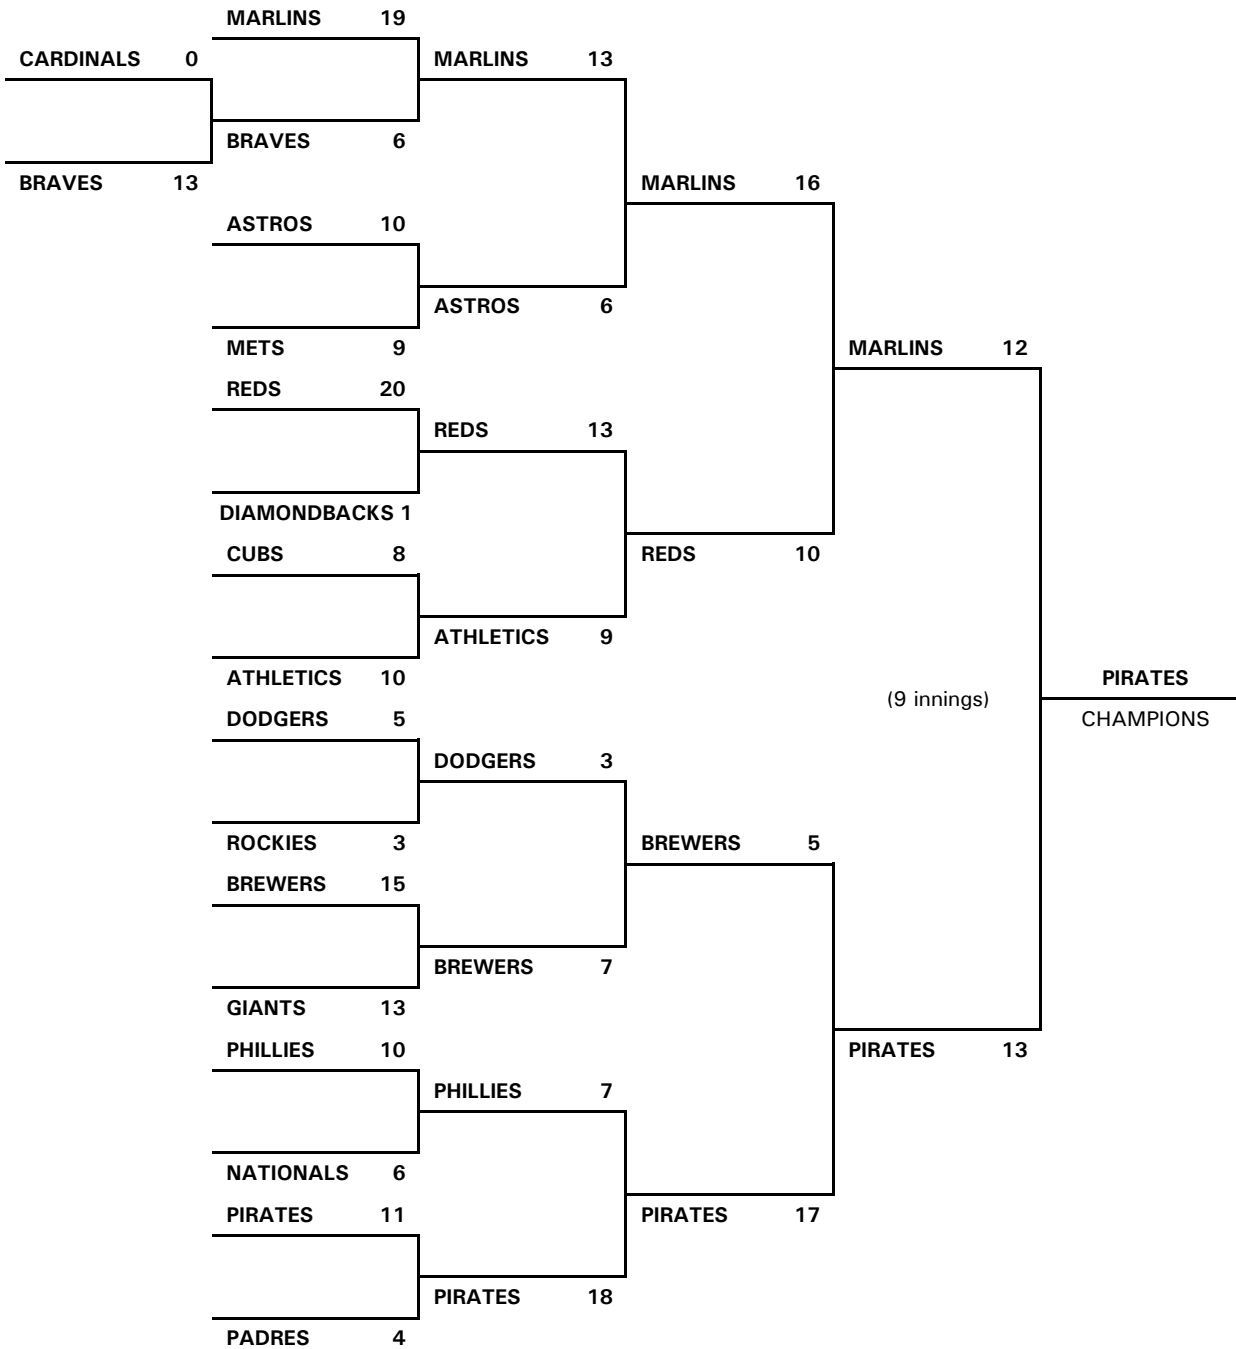 MARLINS 19
CARDINALS 0
MARLINS 13
BRAVES 6
BRAVES 13
MARLINS 16
ASTROS 10
ASTROS 6
METS 9
MARLINS 12
REDS 20
REDS 13
DIAMONDBACKS 1
CUBS 8
REDS 10
ATHLETICS 9
ATHLETICS 10
PIRATES
(9 innings)
DODGERS 5
CHAMPIONS
DODGERS 3
ROCKIES 3
BREWERS 5
BREWERS 15
BREWERS 7
GIANTS 13
PHILLIES 10
PIRATES 13
PHILLIES 7
NATIONALS 6
PIRATES 11
PIRATES 17
PIRATES 18
PADRES 4